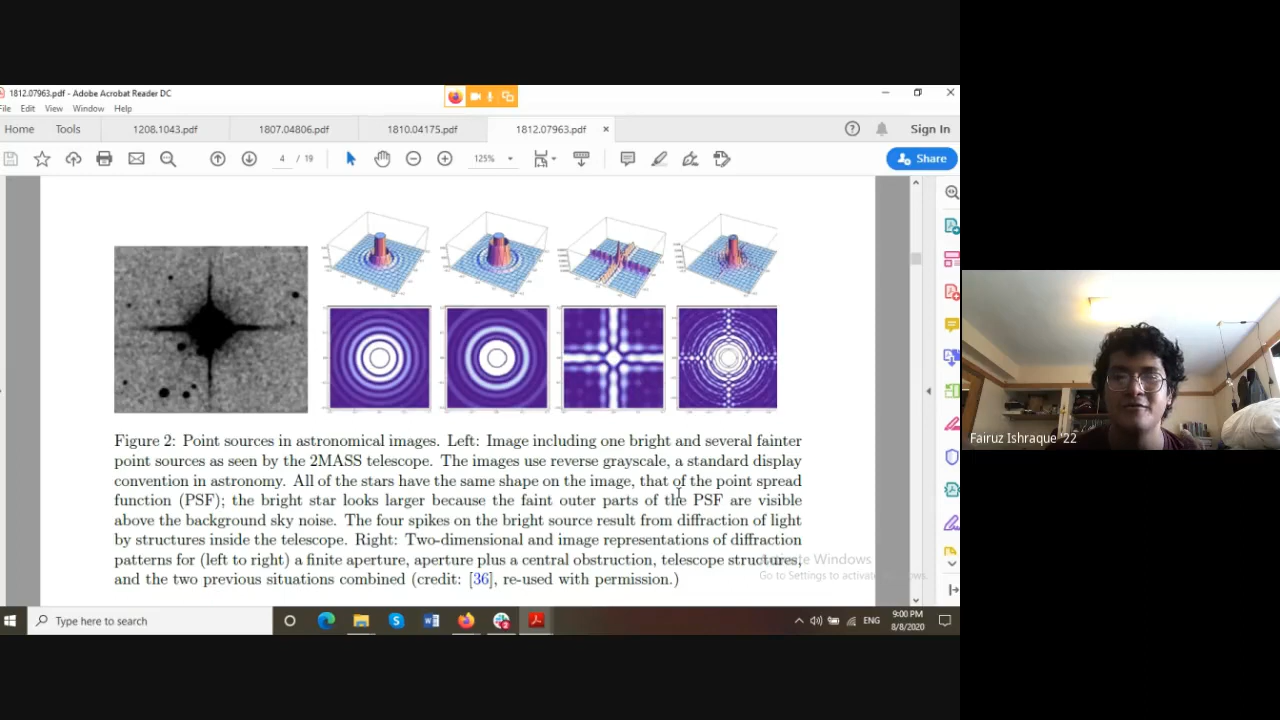 1812.07963.pdf - Adobe Acrobat Reader DC
File Edit View Window Help
Home Tools 1208.1043.pdf 1807.04806.pdf 1810.04175.pdf 1812.07963.pdf × Sign In
4 / 19 125% Share
Figure 2: Point sources in astronomical images. Left: Image including one bright and several fainter
point sources as seen by the 2MASS telescope. The images use reverse grayscale, a standard display
convention in astronomy. All of the stars have the same shape on the image, that of the point spread
function (PSF); the bright star looks larger because the faint outer parts of the PSF are visible
above the background sky noise. The four spikes on the bright source result from diffraction of light
by structures inside the telescope. Right: Two-dimensional and image representations of diffraction
patterns for (left to right) a finite aperture, aperture plus a central obstruction, telescope structures,
and the two previous situations combined (credit: [36], re-used with permission.)
Activate Windows
Go to Settings to activate Windows.
Type here to search
ENG
9:00 PM
8/8/2020
Fairuz Ishraque '22